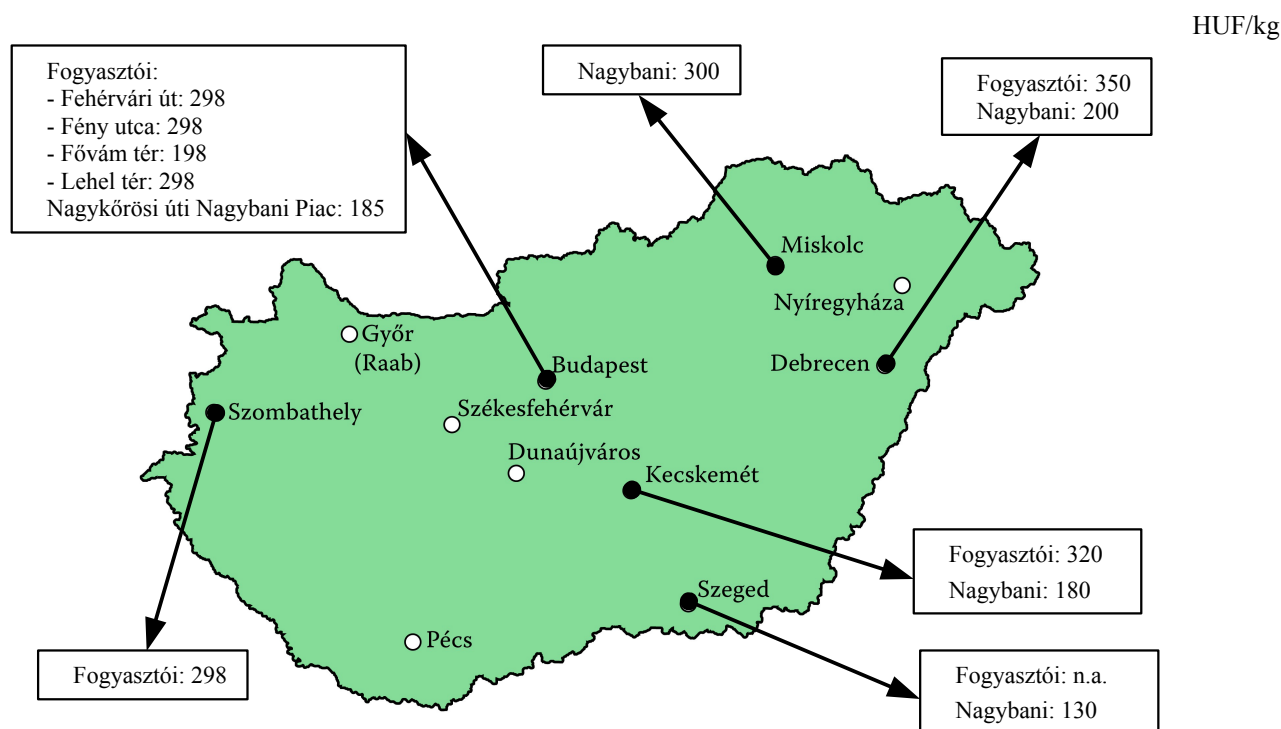 HUF/kg
Fogyasztói:
- Fehérvári út: 298
- Fény utca: 298
- Fővám tér: 198
- Lehel tér: 298
Nagykőrösi úti Nagybani Piac: 185
Nagybani: 300
Fogyasztói: 350
Nagybani: 200
Miskolc
Nyíregyháza
Győr
(Raab)
Budapest
Debrecen
Szombathely
Székesfehérvár
Dunaújváros
Kecskemét
Fogyasztói: 320
Nagybani: 180
Szeged
Pécs
Fogyasztói: 298
Fogyasztói: n.a.
Nagybani: 130